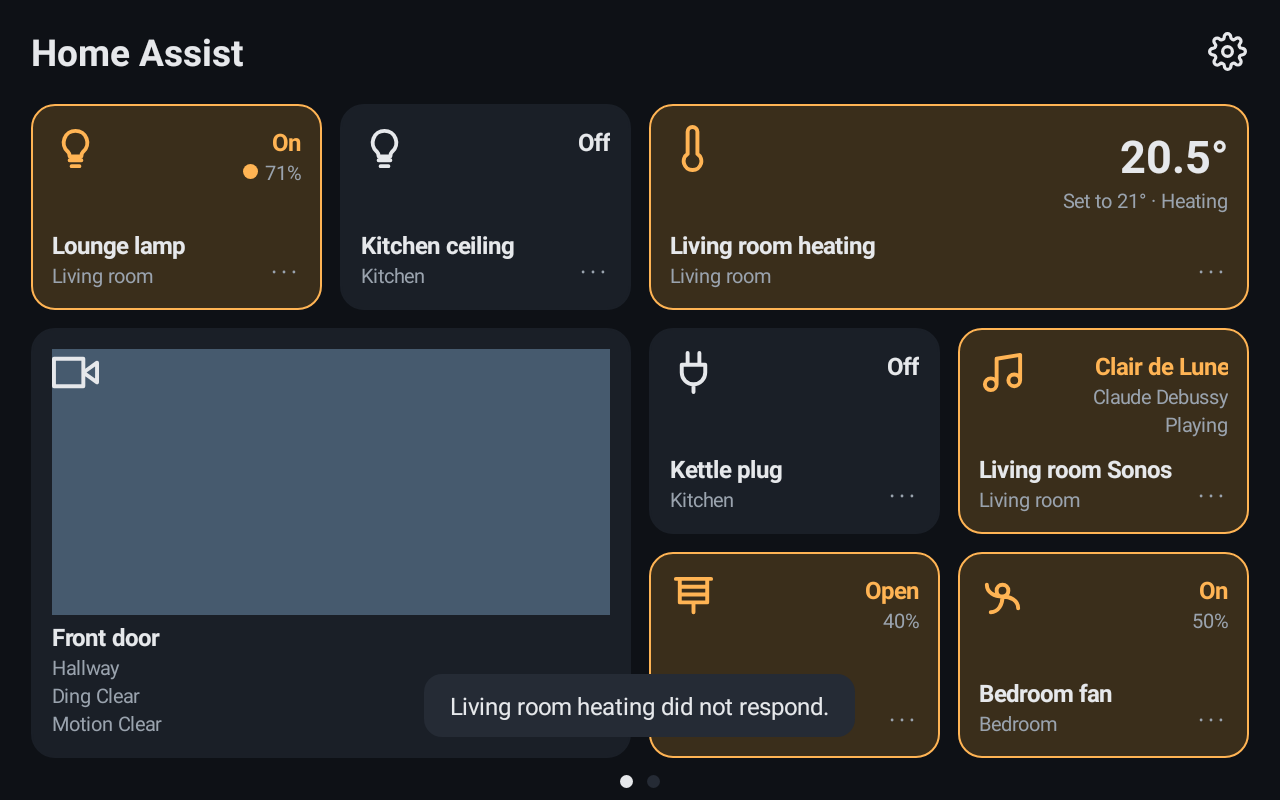 Home Assist
On
71%
Lounge lamp
Living room
...
Off
Kitchen ceiling
Kitchen
...
20.5°
Set to 21° · Heating
Living room heating
Living room
...
Front door
Hallway
Ding Clear
Motion Clear
Off
Kettle plug
Kitchen
...
Clair de Lune
Claude Debussy
Playing
Living room Sonos
Living room
...
Open
40%
...
On
50%
Bedroom fan
Bedroom
...
Living room heating did not respond.